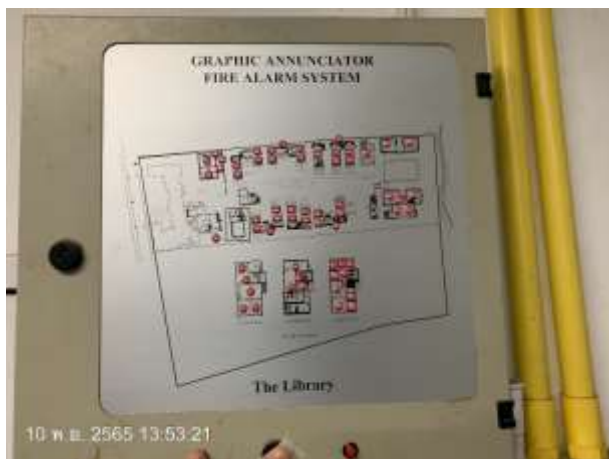 GRAPHIC ANNUNCIATOR
FIRE ALARM SYSTEM
The Library
10 พ.ย. 2565 13:53:21